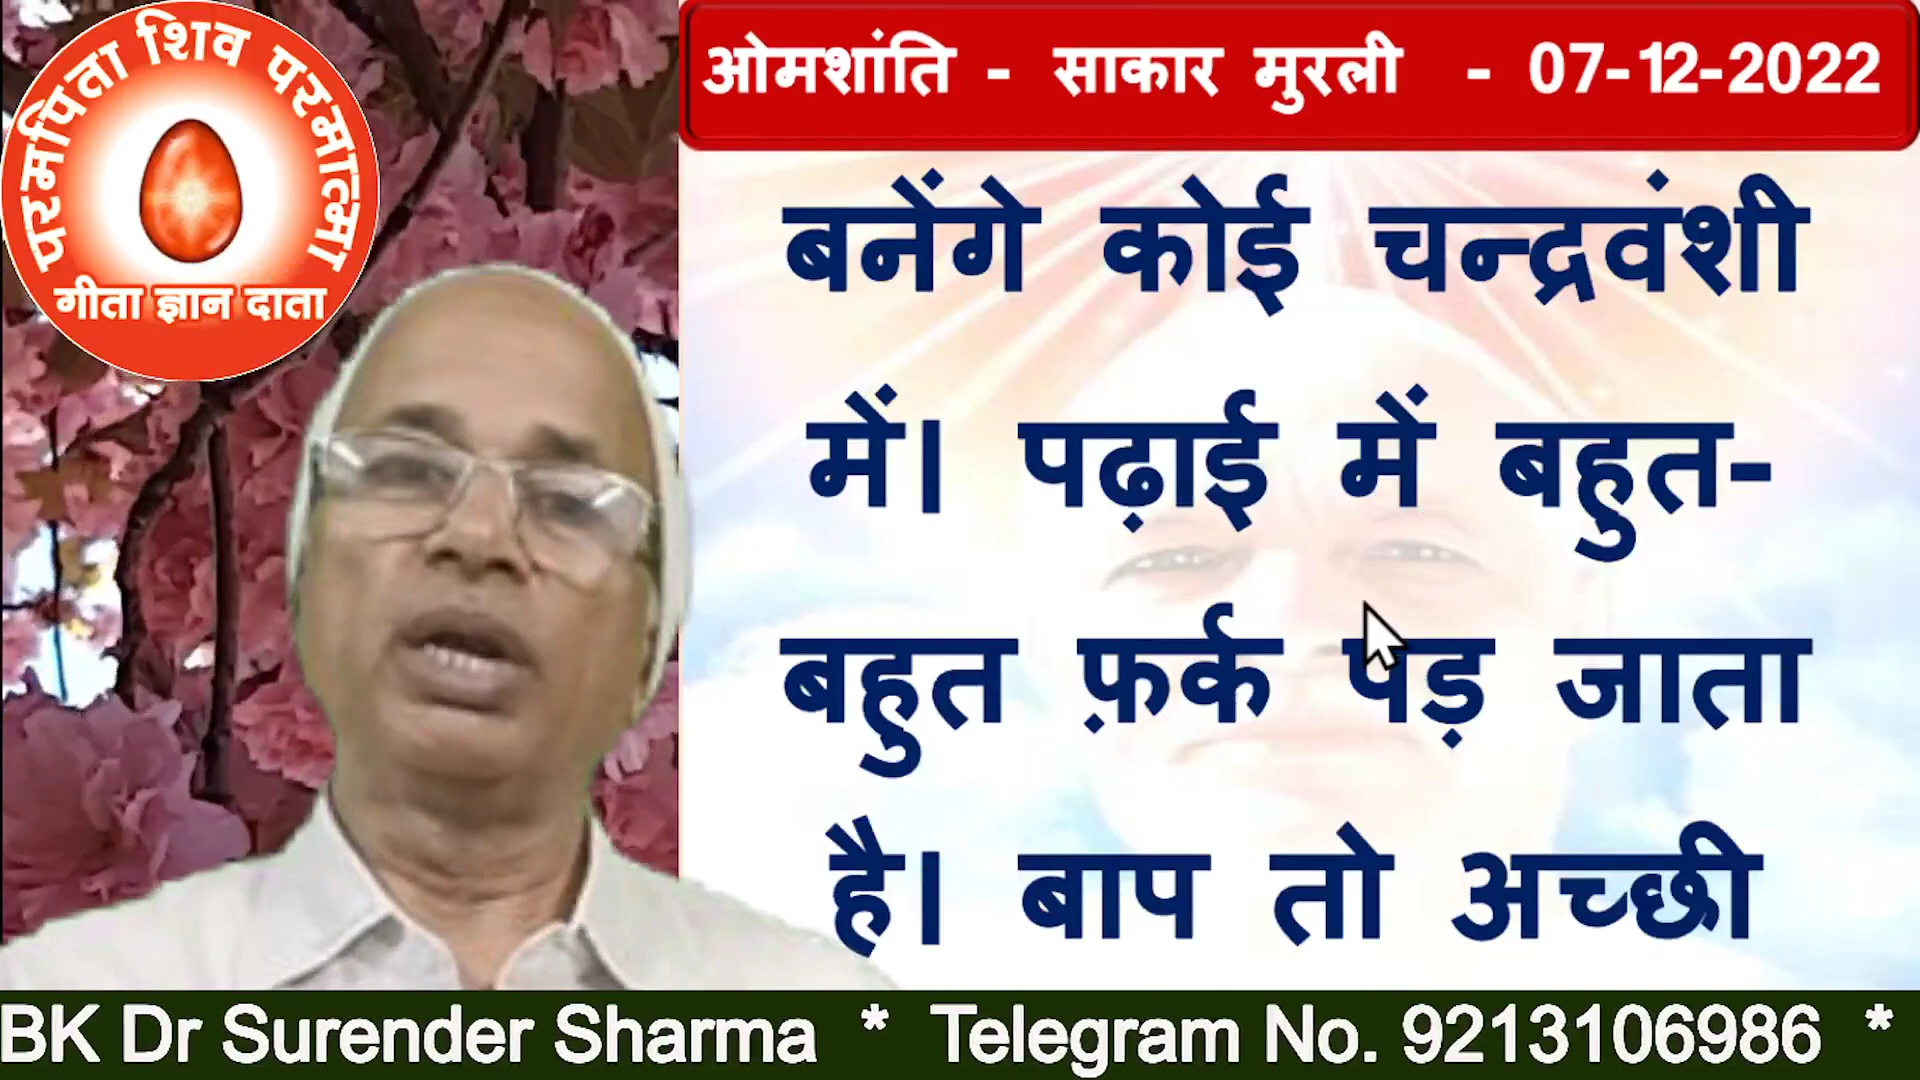 परमपिता शिव परमात्मा
गीता ज्ञान दाता
ओमशांति - साकार मुरली - 07-12-2022
बनेंगे कोई चन्द्रवंशी
में। पढ़ाई में बहुत-
बहुत फ़र्क पड़ जाता
है। बाप तो अच्छी
BK Dr Surender Sharma * Telegram No. 9213106986 *